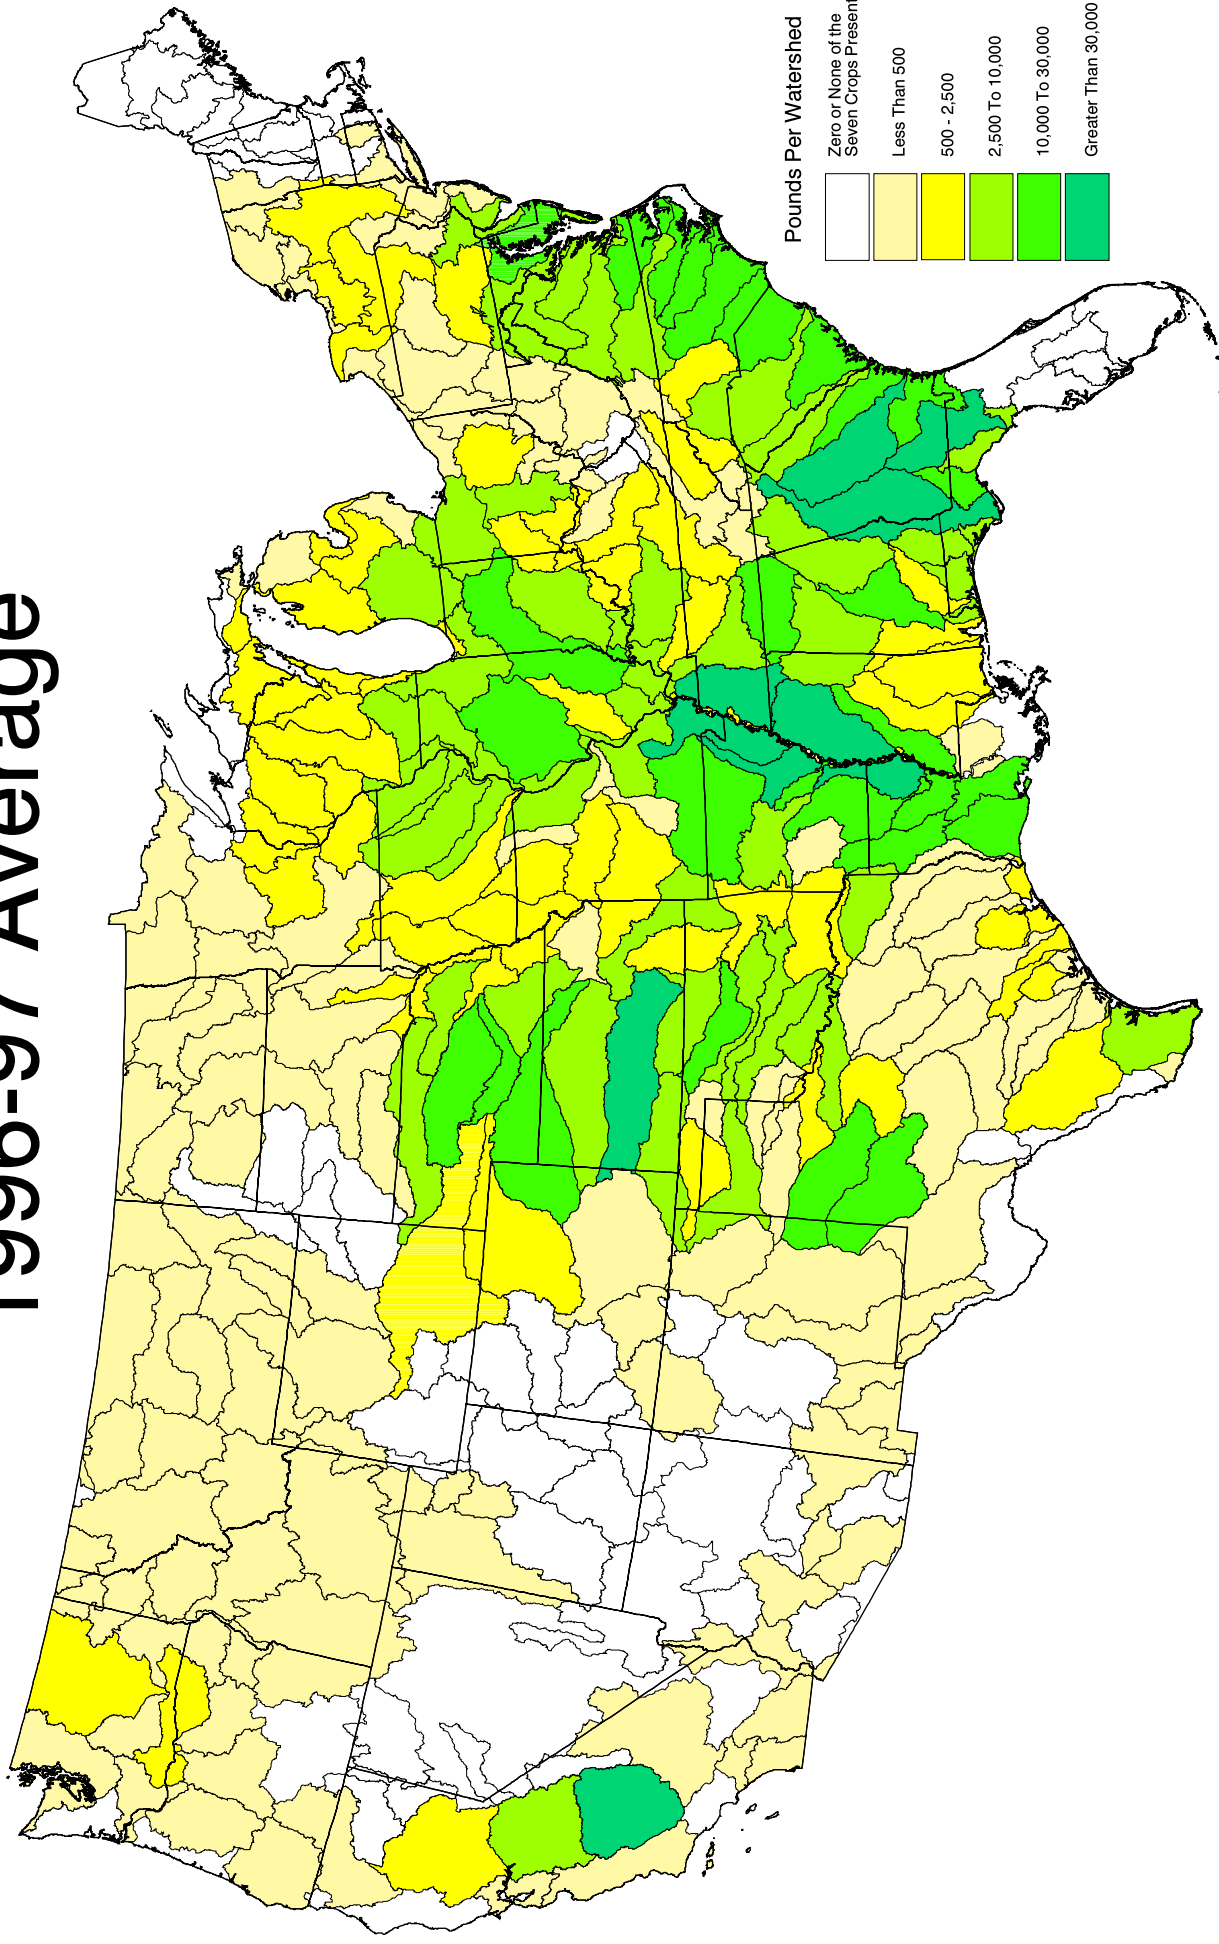 1996-97 Average
Pounds Per Watershed
Zero or None of the
Seven Crops Present
Less Than 500
500 - 2,500
2,500 To 10,000
10,000 To 30,000
Greater Than 30,000